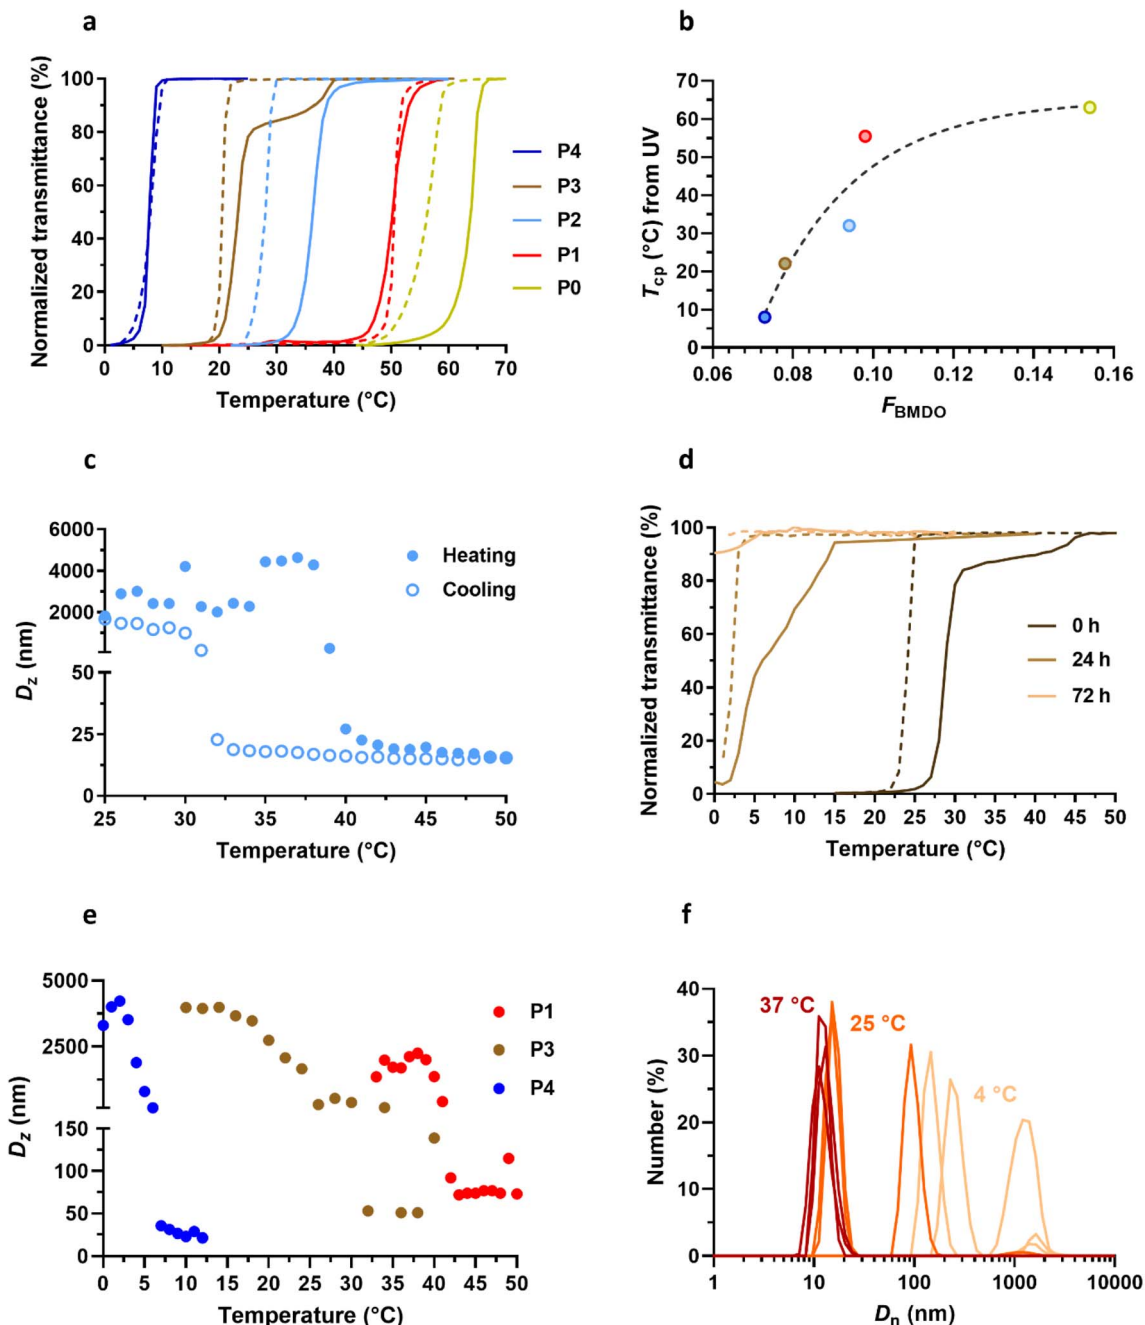 a
Normalized transmittance (%)
100
80
60
40
20
0
0 10 20 30 40 50 60 70
Temperature (°C)
P4
P3
P2
P1
P0
b
T_cp (°C) from UV
70
60
50
40
30
20
10
0
0.06 0.08 0.10 0.12 0.14 0.16
F_BMDO
c
D_z (nm)
6000
4000
2000
50
25
0
25 30 35 40 45 50
Temperature (°C)
Heating
Cooling
d
Normalized transmittance (%)
100
80
60
40
20
0
0 5 10 15 20 25 30 35 40 45 50
Temperature (°C)
0 h
24 h
72 h
e
D_z (nm)
5000
2500
150
100
50
0
0 5 10 15 20 25 30 35 40 45 50
Temperature (°C)
P1
P3
P4
f
Number (%)
40
30
20
10
0
1 10 100 1000 10000
D_n (nm)
37 °C
25 °C
4 °C